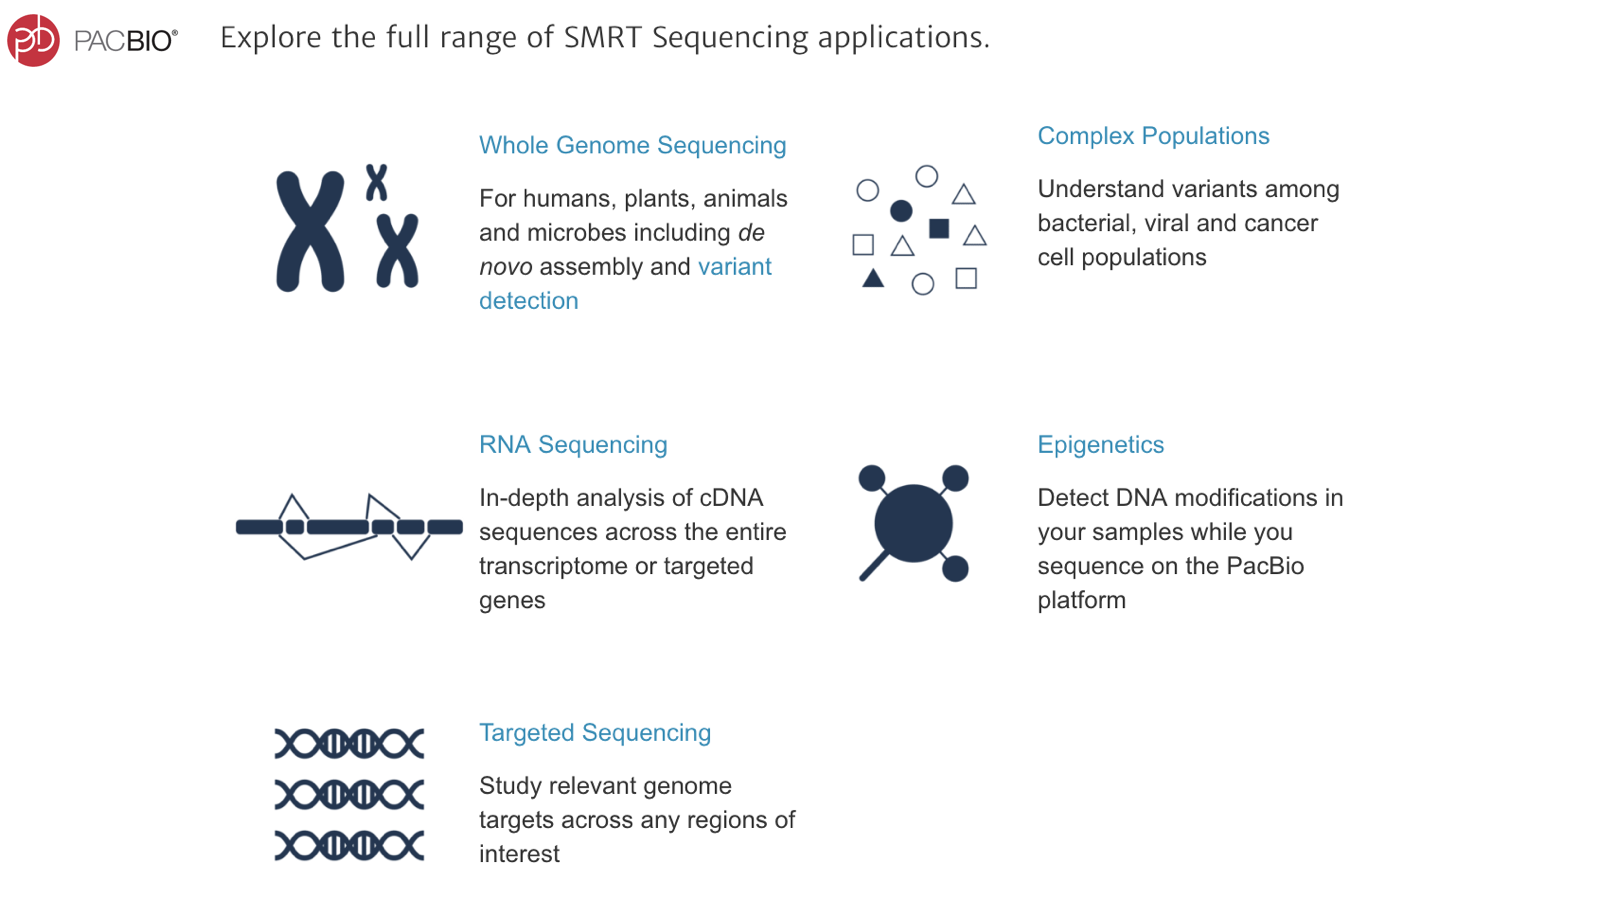 PACBIO®
Explore the full range of SMRT Sequencing applications.
Whole Genome Sequencing
For humans, plants, animals
and microbes including de
novo assembly and variant
detection
Complex Populations
Understand variants among
bacterial, viral and cancer
cell populations
RNA Sequencing
In-depth analysis of cDNA
sequences across the entire
transcriptome or targeted
genes
Epigenetics
Detect DNA modifications in
your samples while you
sequence on the PacBio
platform
Targeted Sequencing
Study relevant genome
targets across any regions of
interest